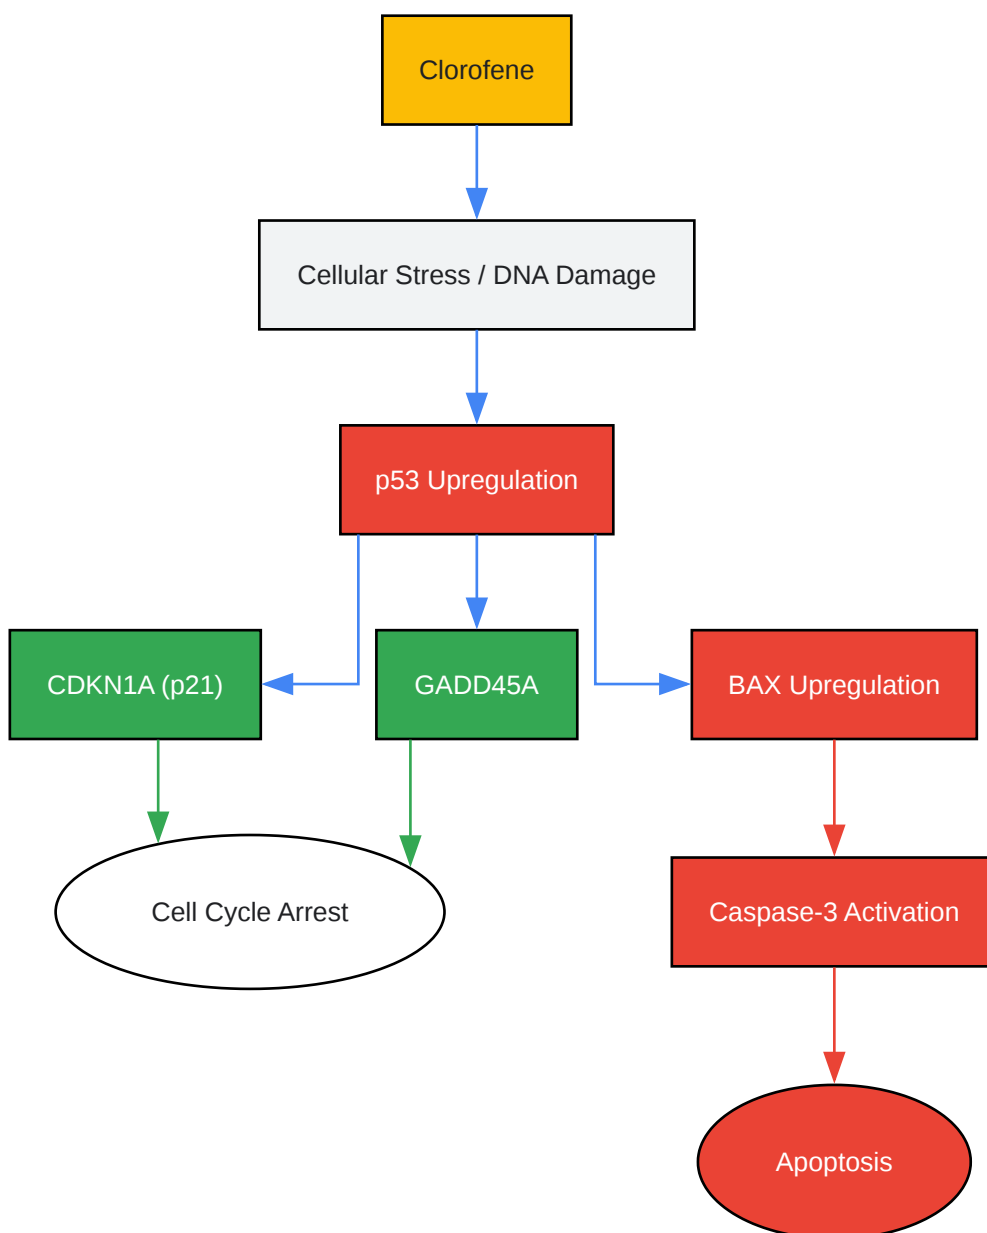 Clorofene
Cellular Stress / DNA Damage
p53 Upregulation
CDKN1A (p21)
GADD45A
BAX Upregulation
Cell Cycle Arrest
Caspase-3 Activation
Apoptosis